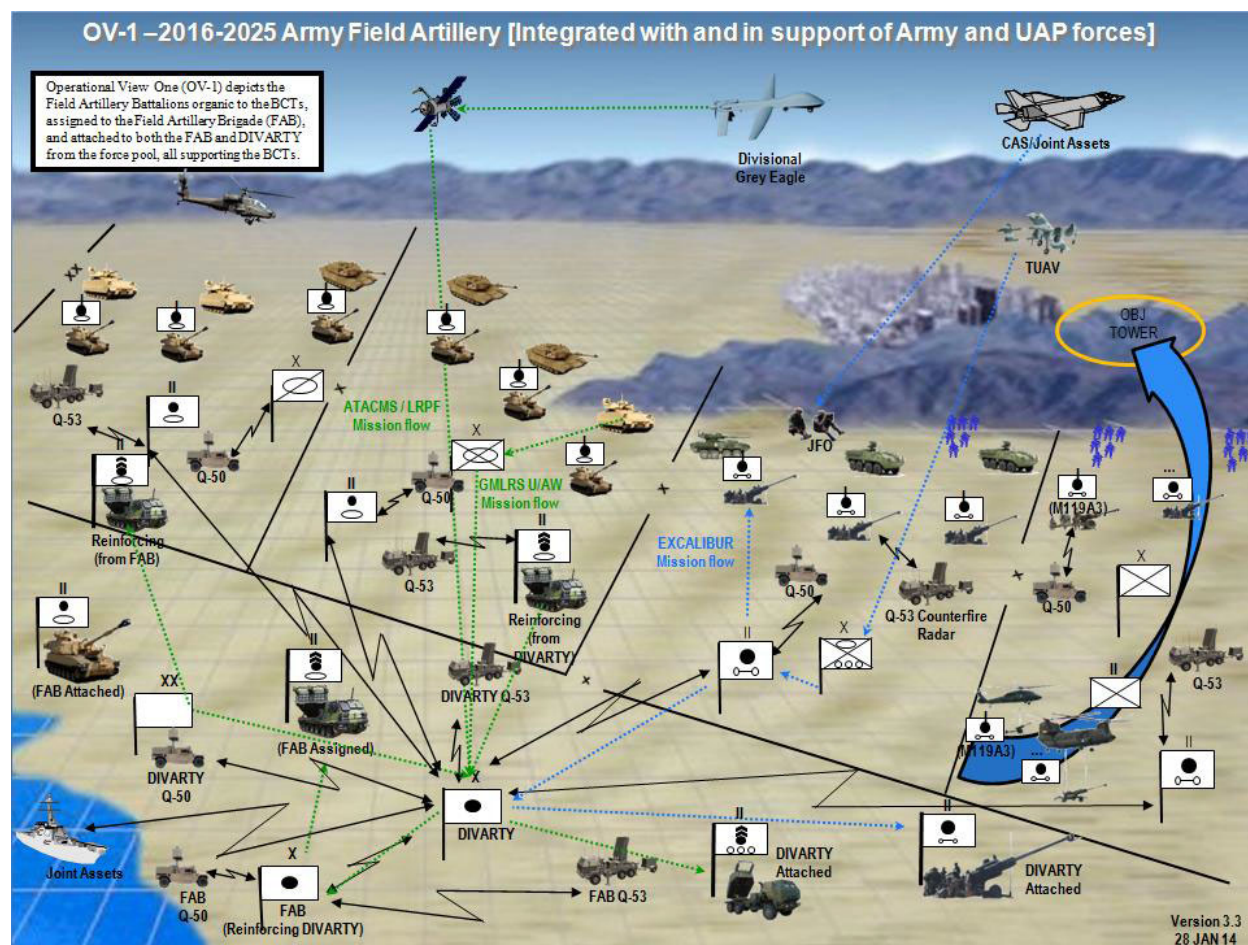 OV-1 –2016-2025 Army Field Artillery [Integrated with and in support of Army and UAP forces]
Operational View One (OV-1) depicts the
Field Artillery Battalions organic to the BCTs,
assigned to the Field Artillery Brigade (FAB),
and attached to both the FAB and DIVARTY
from the force pool, all supporting the BCTs.
Divisional
Grey Eagle
CAS/Joint Assets
TUAV
OBJ
TOWER
XX
X
X
Q-53
II
Q-50
II
Reinforcing
(from FAB)
ATACMS / LRPF
Mission flow
X
Q-50
GMLRS U/AW
Mission flow
II
Q-53
II
Reinforcing
(from
DIVARTY)
X
JFO
EXCALIBUR
Mission flow
Q-50
Q-53 Counterfire
Radar
(M119A3)
...
Q-50
X
X
Q-53
II
(FAB Attached)
II
(FAB Assigned)
XX
DIVARTY
Q-50
DIVARTY Q-53
X
II
X
II
(M119A3)
...
II
Joint Assets
X
DIVARTY
FAB
Q-50
X
FAB
(Reinforcing DIVARTY)
FAB Q-53
II
DIVARTY
Attached
II
DIVARTY
Attached
Version 3.3
28 JAN 14